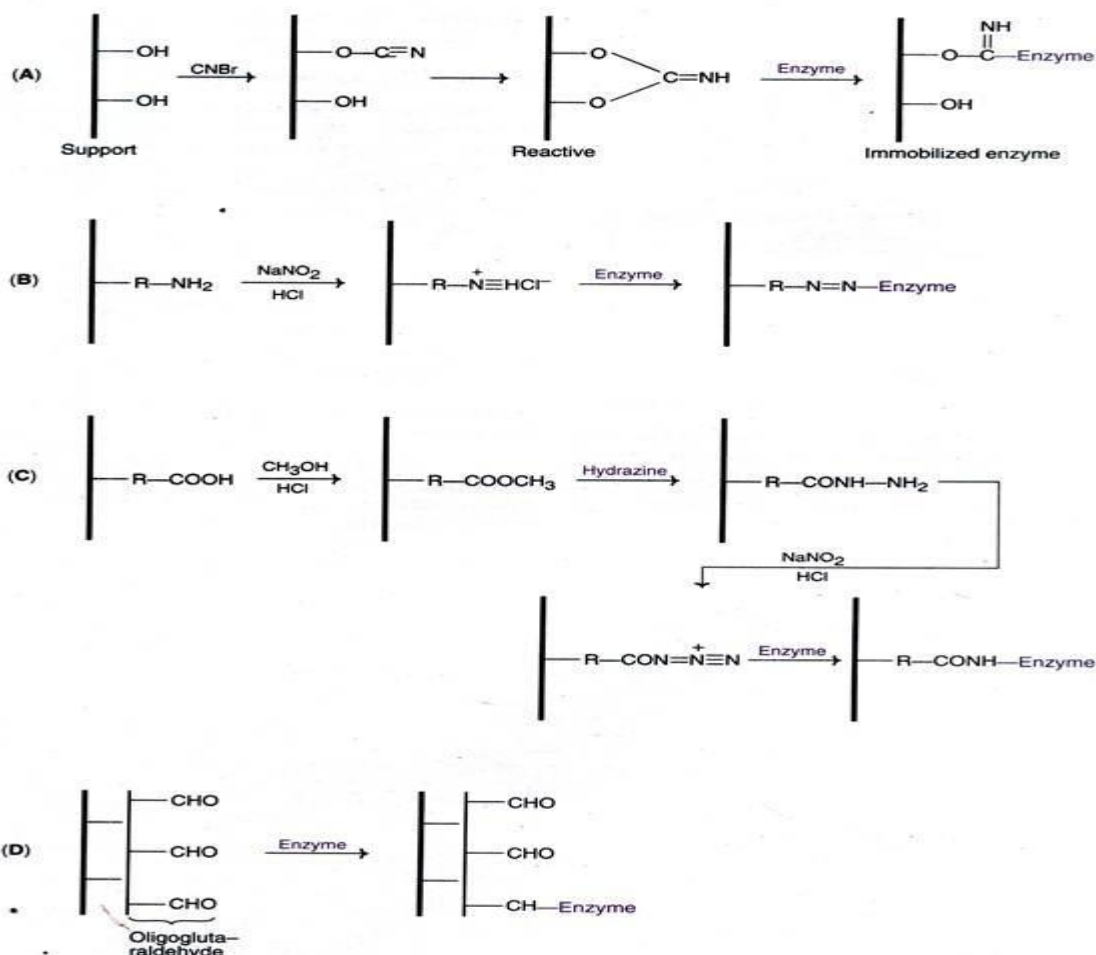 (A)
OH
OH
Support
CNBr
O—C≡N
OH
O
O
C=NH
Reactive
Enzyme
NH
O—C—Enzyme
OH
Immobilized enzyme
(B)
R—NH2
NaNO2
HCl
R—N≡HCl−
+
Enzyme
R—N=N—Enzyme
(C)
R—COOH
CH3OH
HCl
R—COOCH3
Hydrazine
R—CONH—NH2
NaNO2
HCl
+
R—CON=N≡N
Enzyme
R—CONH—Enzyme
(D)
CHO
CHO
CHO
Oligogluta–
raldehyde
Enzyme
CHO
CHO
CH—Enzyme